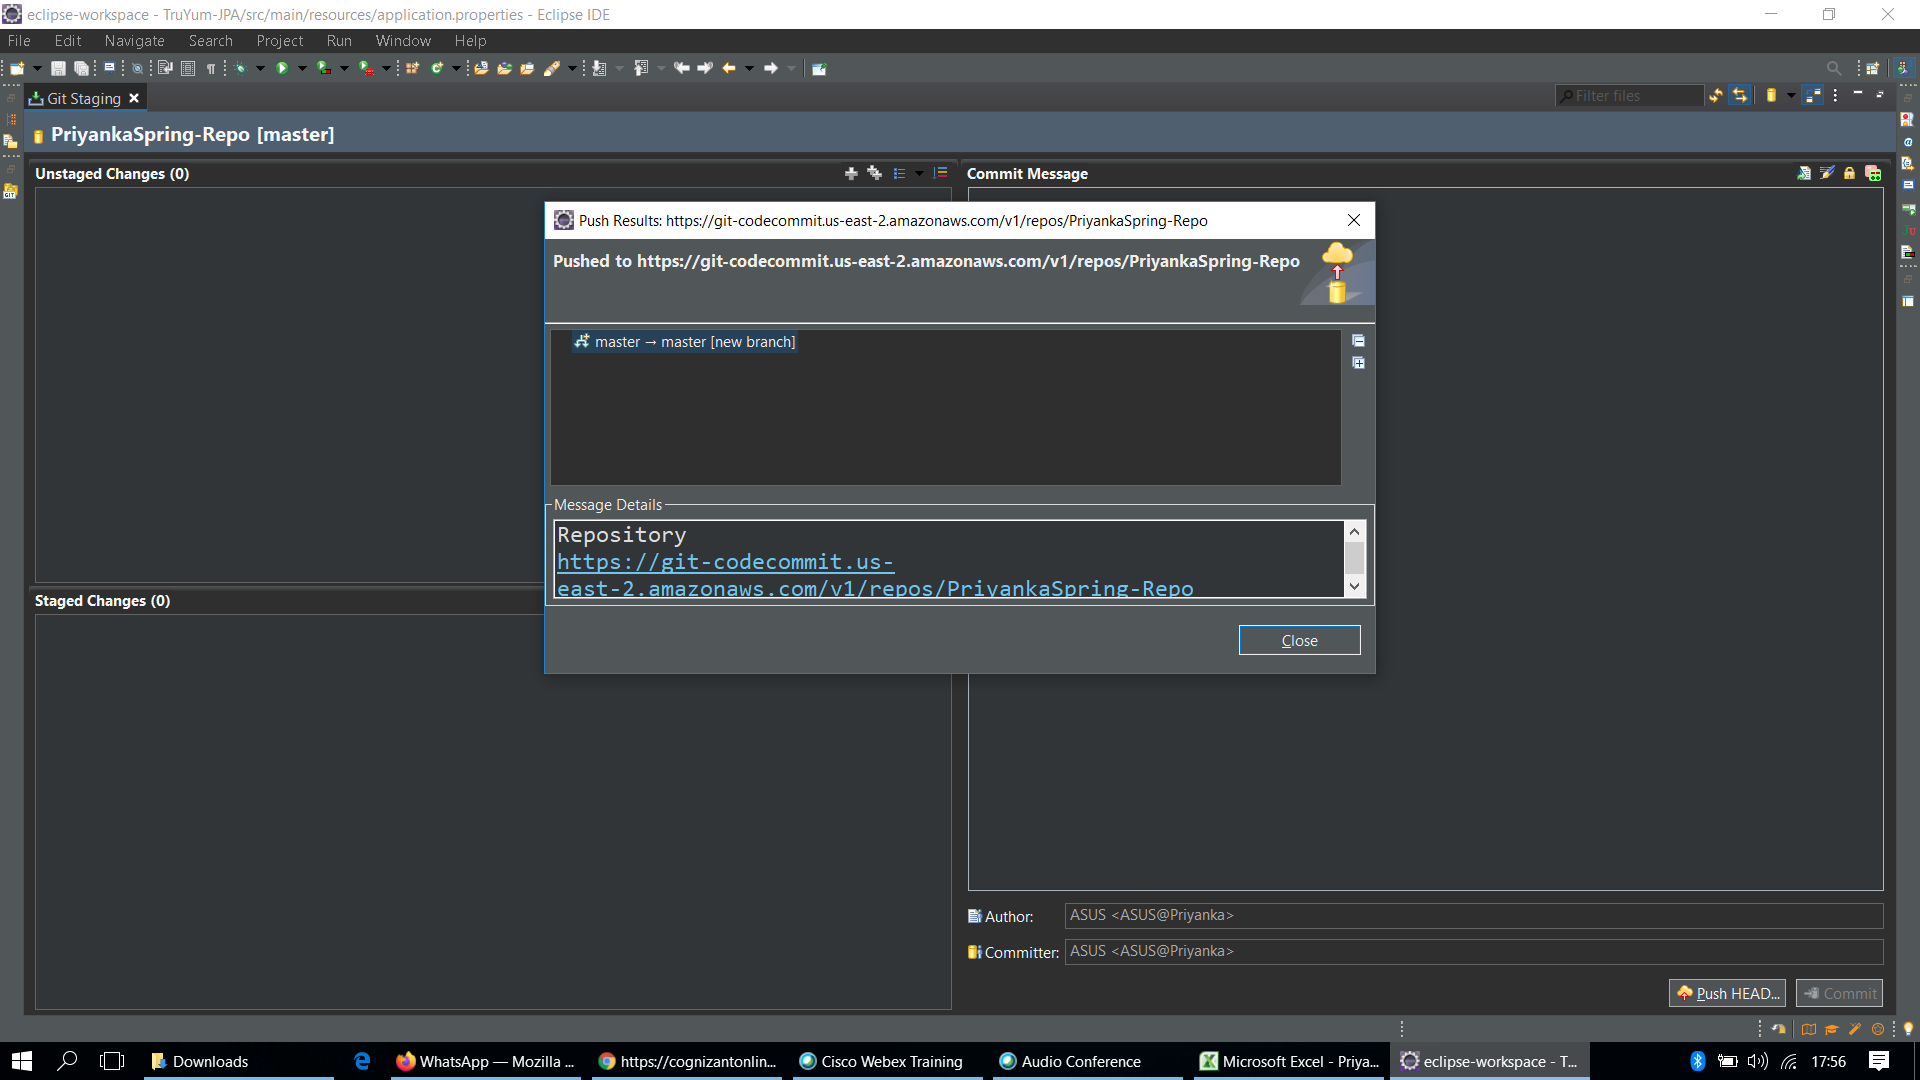 eclipse-workspace - TruYum-JPA/src/main/resources/application.properties - Eclipse IDE
File Edit Navigate Search Project Run Window Help
Git Staging
Filter files
PriyankaSpring-Repo [master]
Unstaged Changes (0)
Commit Message
Push Results: https://git-codecommit.us-east-2.amazonaws.com/v1/repos/PriyankaSpring-Repo
Pushed to https://git-codecommit.us-east-2.amazonaws.com/v1/repos/PriyankaSpring-Repo
master → master [new branch]
Message Details
Repository
https://git-codecommit.us-
east-2.amazonaws.com/v1/repos/PriyankaSpring-Repo
Close
Staged Changes (0)
Author: ASUS <ASUS@Priyanka>
Committer: ASUS <ASUS@Priyanka>
Push HEAD... Commit
Downloads WhatsApp — Mozilla ... https://cognizantonlin... Cisco Webex Training Audio Conference Microsoft Excel - Priya... eclipse-workspace - T... 17:56